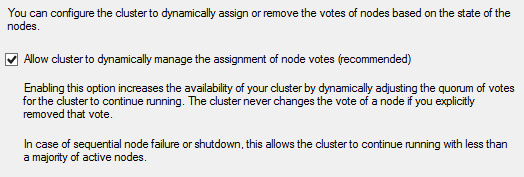 You can configure the cluster to dynamically assign or remove the votes of nodes based on the state of the
nodes.
Allow cluster to dynamically manage the assignment of node votes (recommended)
Enabling this option increases the availability of your cluster by dynamically adjusting the quorum of votes
for the cluster to continue running. The cluster never changes the vote of a node if you explicitly
removed that vote.
In case of sequential node failure or shutdown, this allows the cluster to continue running with less than
a majority of active nodes.